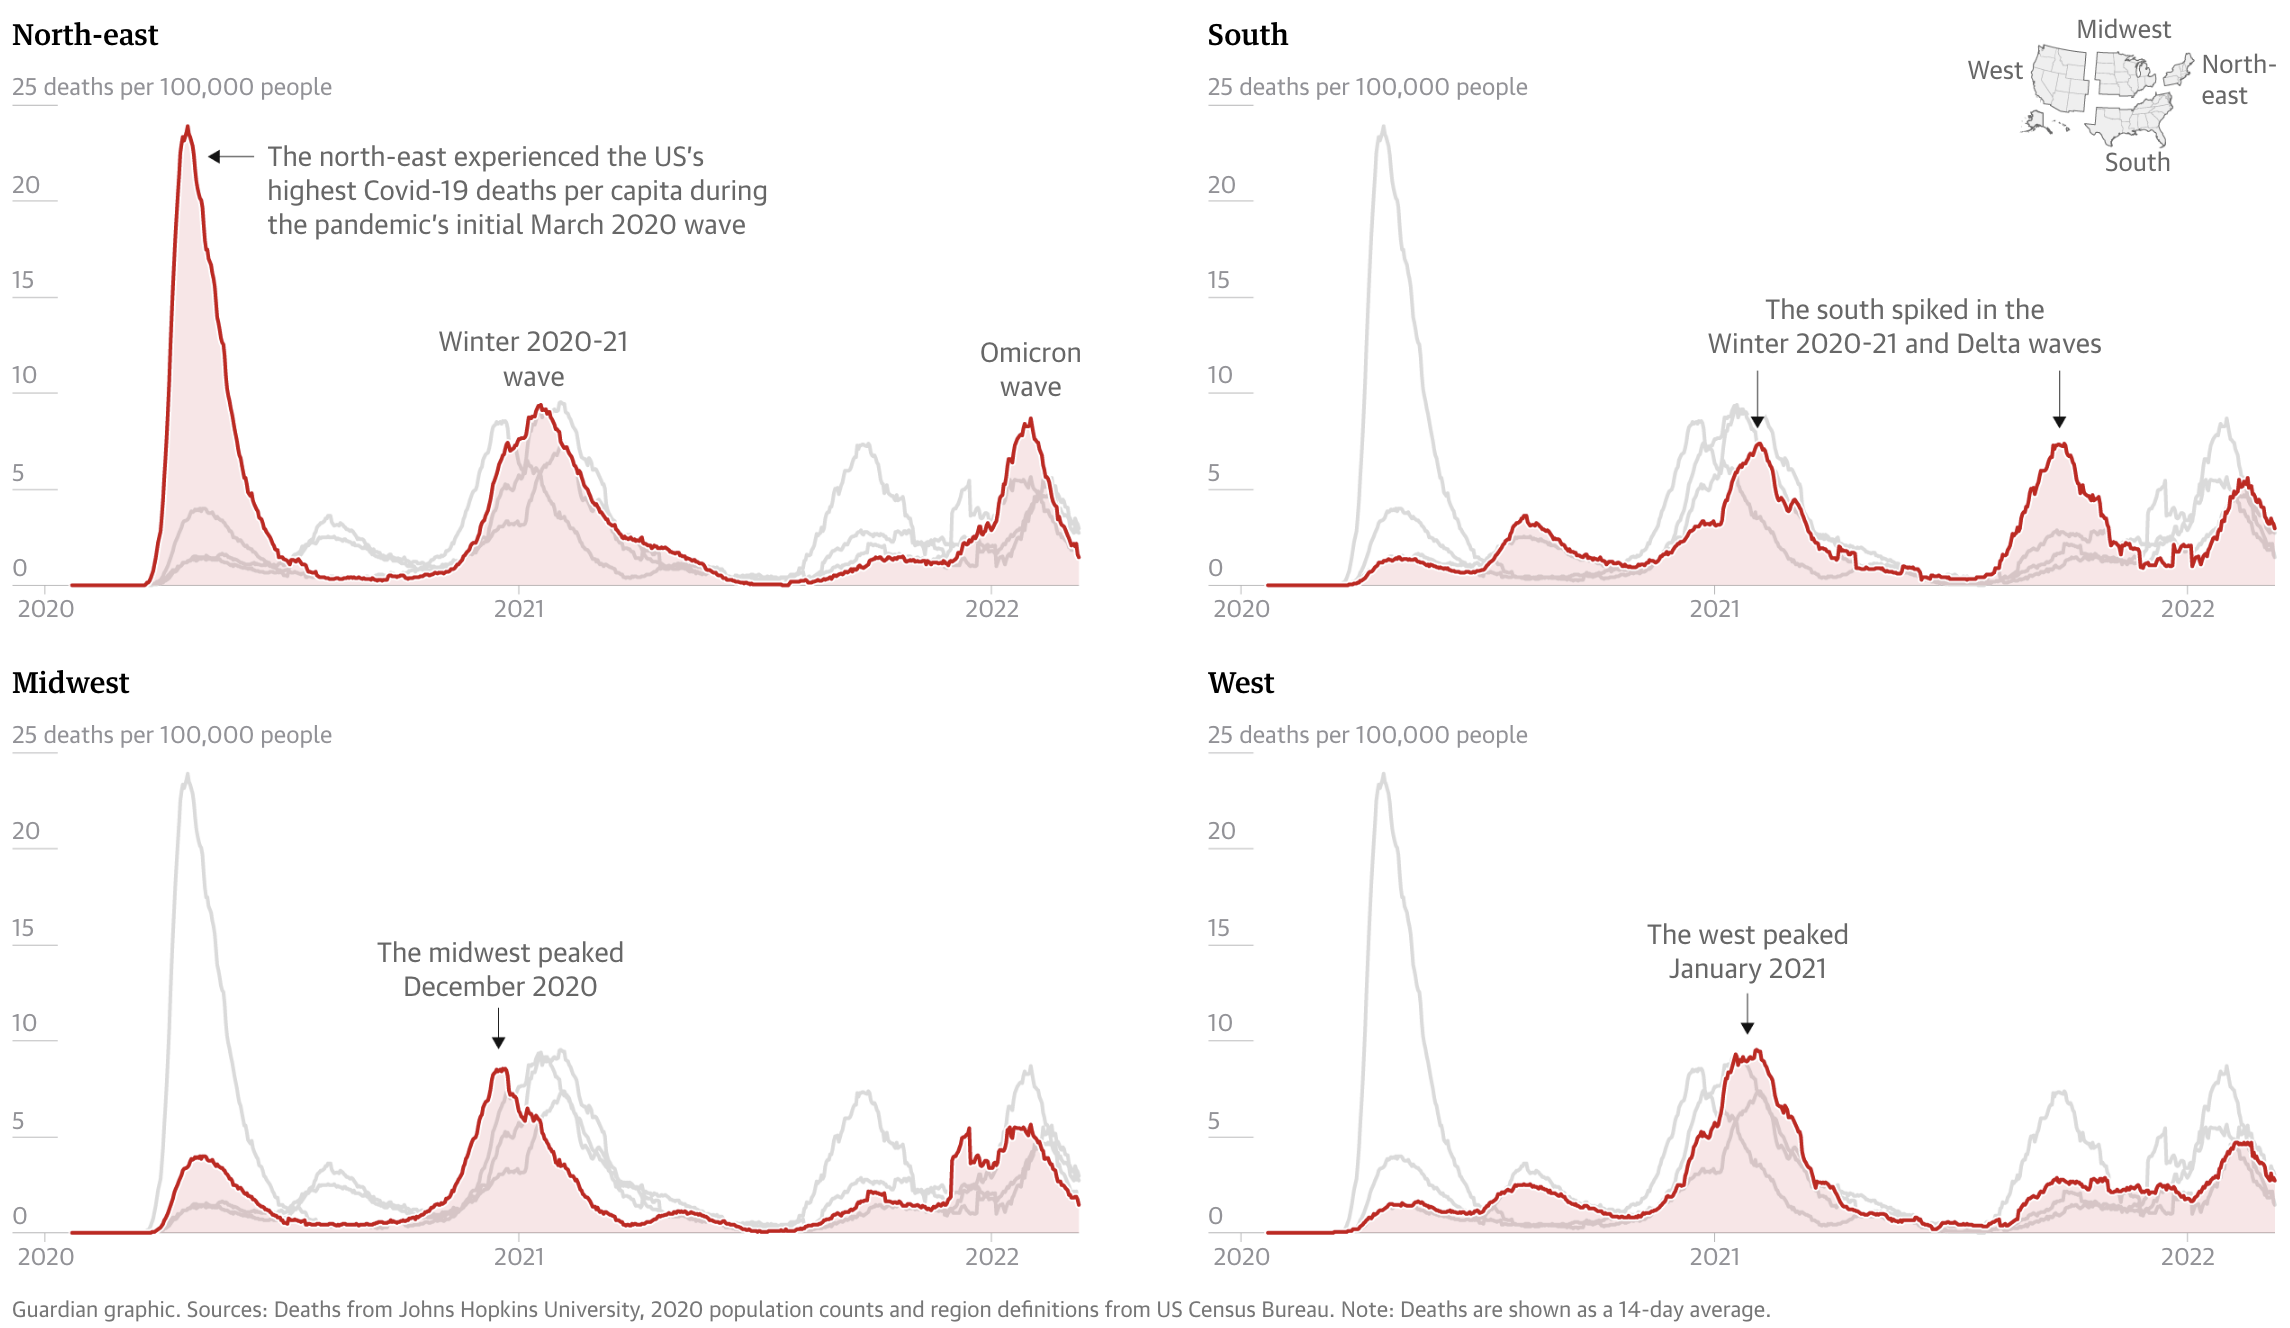 North-east
25 deaths per 100,000 people
The north-east experienced the US's
highest Covid-19 deaths per capita during
the pandemic's initial March 2020 wave
20
15
Winter 2020-21
wave
Omicron
wave
10
5
0
2020
2021
2022
South
25 deaths per 100,000 people
Midwest
West
North-
east
South
20
15
The south spiked in the
Winter 2020-21 and Delta waves
10
5
0
2020
2021
2022
Midwest
25 deaths per 100,000 people
20
15
The midwest peaked
December 2020
10
5
0
2020
2021
2022
West
25 deaths per 100,000 people
20
15
The west peaked
January 2021
10
5
0
2020
2021
2022
Guardian graphic. Sources: Deaths from Johns Hopkins University, 2020 population counts and region definitions from US Census Bureau. Note: Deaths are shown as a 14-day average.